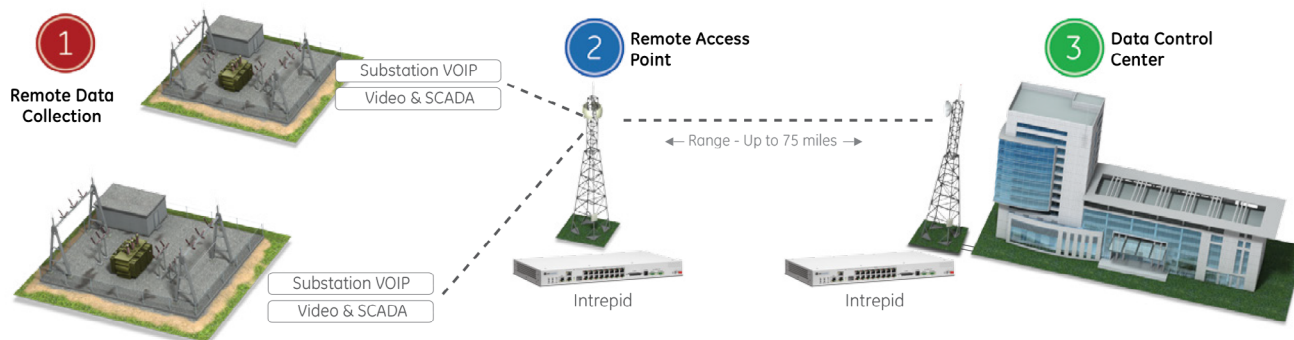 1
Remote Data
Collection
Substation VOIP
Video & SCADA
Substation VOIP
Video & SCADA
2
Remote Access
Point
Range - Up to 75 miles
Intrepid
Intrepid
3
Data Control
Center